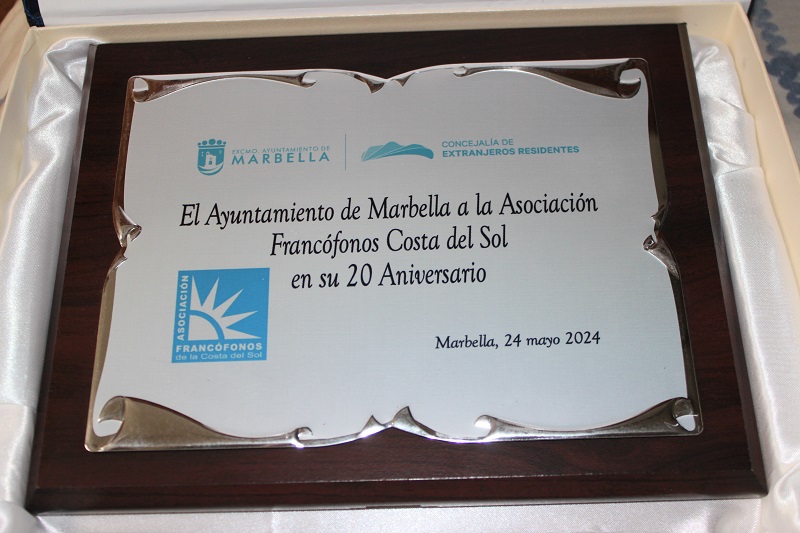 EXCMO. AYUNTAMIENTO DE
MARBELLA
CONCEJALÍA DE
EXTRANJEROS RESIDENTES
El Ayuntamiento de Marbella a la Asociación
Francófonos Costa del Sol
en su 20 Aniversario
ASOCIACIÓN
FRANCÓFONOS
de la Costa del Sol
Marbella, 24 mayo 2024